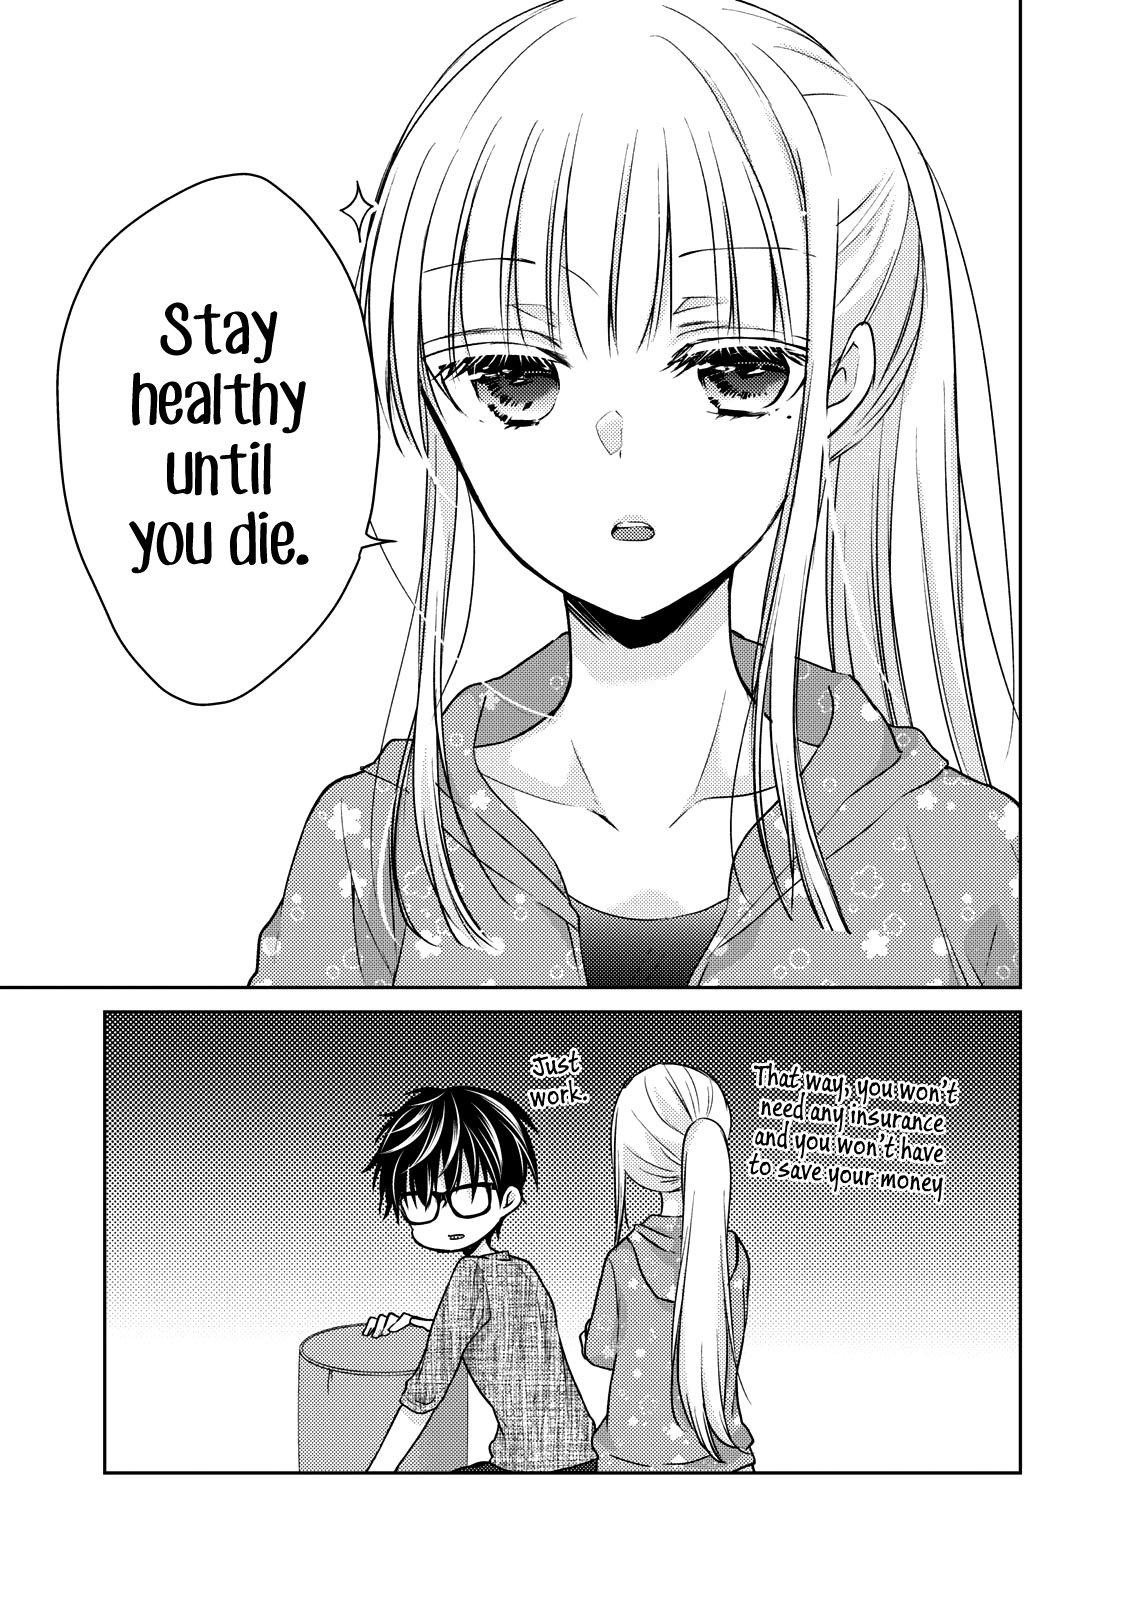 Stay
healthy
until
you die.
That way, you won't
need any insurance
and you won't have
to save your money
Just
work.